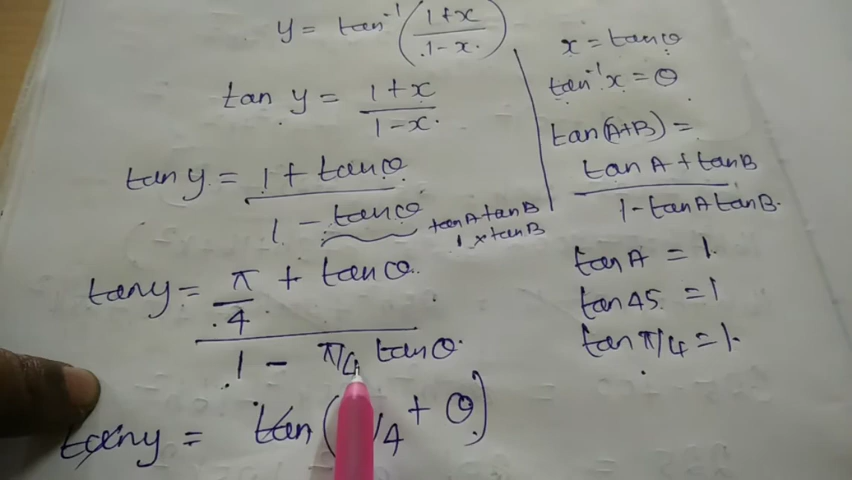 y = tan⁻¹ (1+x / 1-x)
tan y = 1+x / 1-x
tan y = 1 + tanθ / 1 - tanθ
tanA tanB
1 × tanB
tan y = π/4 + tanθ / 1 - π/4 tanθ
tan y = tan( /4 + θ)
x = tanθ
tan⁻¹x = θ
tan(A+B) =
tanA + tanB / 1 - tanA tanB
tanA = 1
tan45 = 1
tan π/4 = 1